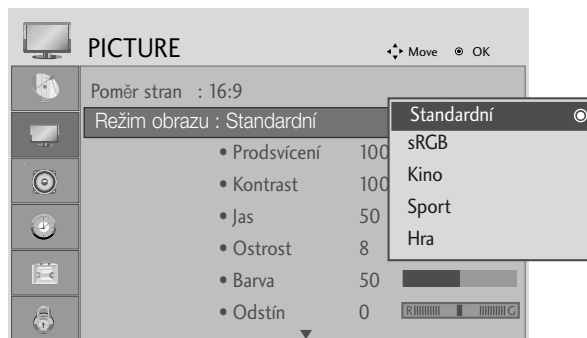 PICTURE
Move OK
Poměr stran : 16:9
Režim obrazu : Standardní
• Prodsvícení 100
• Kontrast 100
• Jas 50
• Ostrost 8
• Barva 50
• Odstín 0 R G
Standardní
sRGB
Kino
Sport
Hra